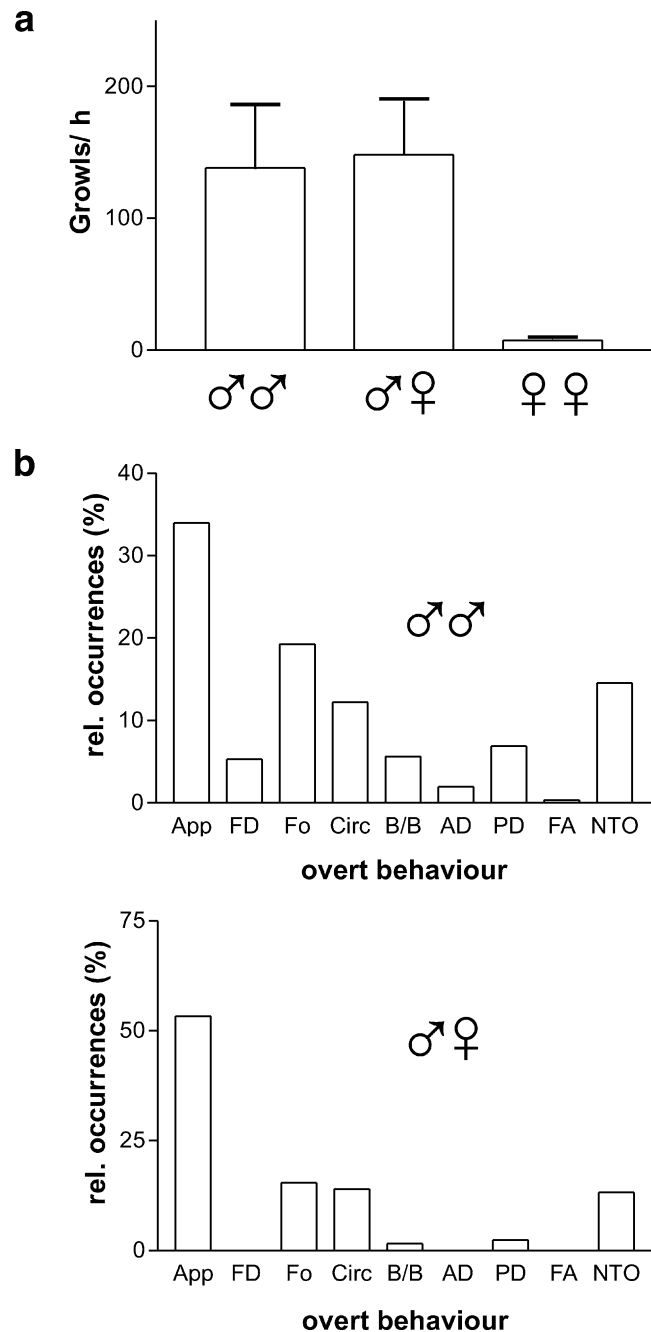 a
Growls/ h
200
100
0
♂♂ ♂♀ ♀♀
b
rel. occurrences (%)
40
30
20
10
0
♂♂
App FD Fo Circ B/B AD PD FA NTO
overt behaviour
rel. occurrences (%)
75
50
25
0
♂♀
App FD Fo Circ B/B AD PD FA NTO
overt behaviour